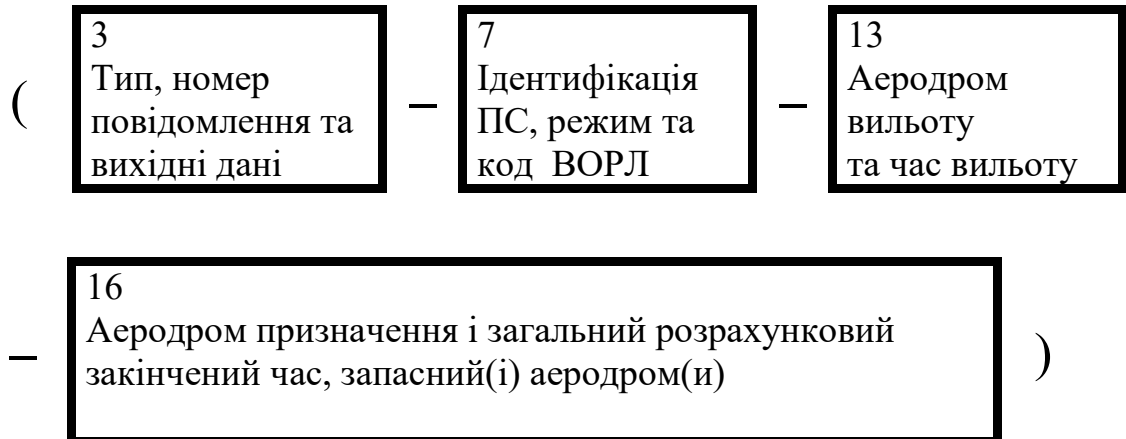 3
Тип, номер
повідомлення та
вихідні дані
(
–
7
Ідентифікація
ПС, режим та
код ВОРЛ
–
13
Аеродром
вильоту
та час вильоту
–
16
Аеродром призначення і загальний розрахунковий
закінчений час, запасний(і) аеродром(и)
)